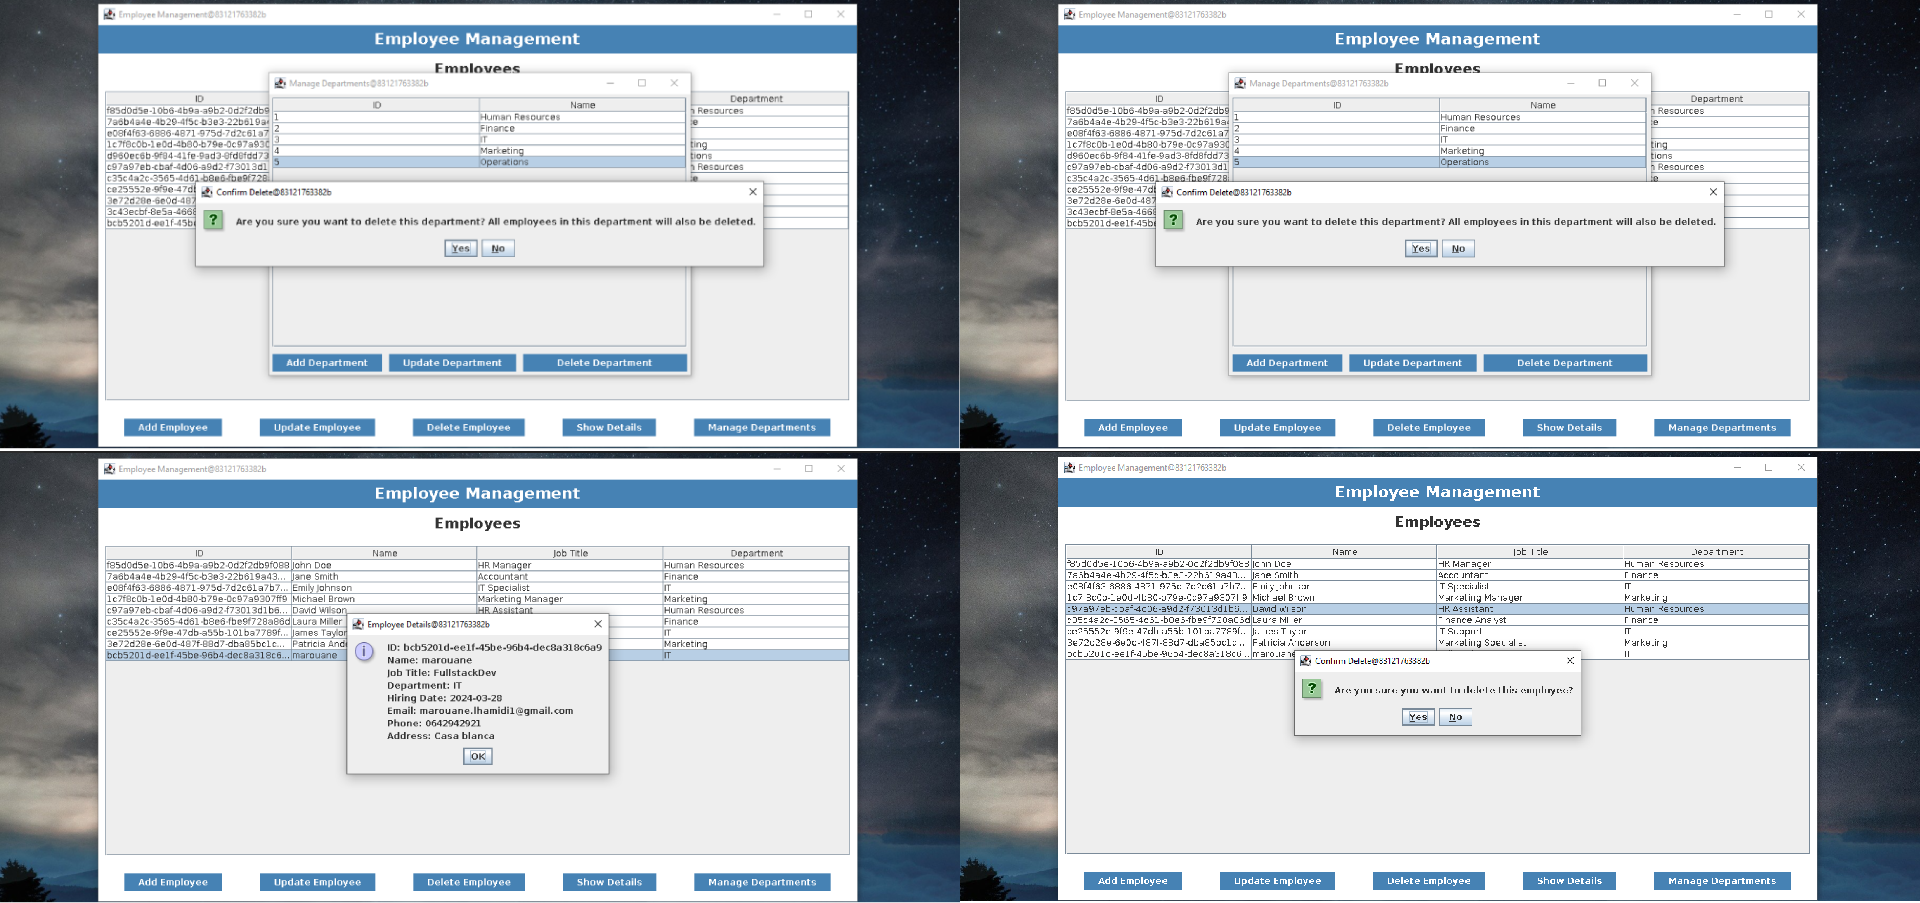 Employee Management@83121763382b
Employee Management
Employees
Manage Departments@83121763382b
ID Department
ID Name
f85d0d5e-10b6-4b9a-a9b2-0d2f2db9 Resources
1 Human Resources
7a6b4a4e-4b29-4f5c-b3e3-22b619a
2 Finance
e08f4f63-6886-4871-975d-7d2c61a7
3 IT
1c7f8c0b-1e0d-4b80-b79e-0c97a930
4 Marketing
d960ec6b-9f84-41fe-9ad3-8fd8fdd73
5 Operations
c97a97eb-cbaf-4d06-a9d2-f73013d1 Resources
c35c4a2c-3565-4d61-b8e6-fbe9f728
ce25552e-9f9e-47db
3e72d28e-6e0d-487f
3c43ecbf-8e5a-4668
bcb5201d-ee1f-45b
Confirm Delete@83121763382b
Are you sure you want to delete this department? All employees in this department will also be deleted.
Yes No
Add Department Update Department Delete Department
Add Employee Update Employee Delete Employee Show Details Manage Departments
Employee Management@83121763382b
Employee Management
Employees
Manage Departments@83121763382b
ID Department
ID Name
f85d0d5e-10b6-4b9a-a9b2-0d2f2db9 Resources
1 Human Resources
7a6b4a4e-4b29-4f5c-b3e3-22b619a
2 Finance
e08f4f63-6886-4871-975d-7d2c61a7
3 IT
1c7f8c0b-1e0d-4b80-b79e-0c97a930
4 Marketing
d960ec6b-9f84-41fe-9ad3-8fd8fdd73
5 Operations
c97a97eb-cbaf-4d06-a9d2-f73013d1 Resources
c35c4a2c-3565-4d61-b8e6-fbe9f728
ce25552e-9f9e-47db
3e72d28e-6e0d-487f
3c43ecbf-8e5a-4668
bcb5201d-ee1f-45b
Confirm Delete@83121763382b
Are you sure you want to delete this department? All employees in this department will also be deleted.
Yes No
Add Department Update Department Delete Department
Add Employee Update Employee Delete Employee Show Details Manage Departments
Employee Management@83121763382b
Employee Management
Employees
ID Name Job Title Department
f85d0d5e-10b6-4b9a-a9b2-0d2f2db9f088 John Doe HR Manager Human Resources
7a6b4a4e-4b29-4f5c-b3e3-22b619a43... Jane Smith Accountant Finance
e08f4f63-6886-4871-975d-7d2c61a7b7... Emily Johnson IT Specialist IT
1c7f8c0b-1e0d-4b80-b79e-0c97a9307ff9 Michael Brown Marketing Manager Marketing
c97a97eb-cbaf-4d06-a9d2-f73013d1b6... David Wilson HR Assistant Human Resources
c35c4a2c-3565-4d61-b8e6-fbe9f728a86d Laura Miller Finance
ce25552e-9f9e-47db-a55b-101ba7789f... James Taylor IT
3e72d28e-6e0d-487f-88d7-dba85bc1c... Patricia Marketing
bcb5201d-ee1f-45be-96b4-dec8a318c6... marouane IT
Employee Details@83121763382b
ID: bcb5201d-ee1f-45be-96b4-dec8a318c6a9
Name: marouane
Job Title: FullstackDev
Department: IT
Hiring Date: 2024-03-28
Email: marouane.lhamidi1@gmail.com
Phone: 0642942921
Address: Casa blanca
OK
Add Employee Update Employee Delete Employee Show Details Manage Departments
Employee Management@83121763382b
Employee Management
Employees
ID Name Job Title Department
f85d0d5e-10b6-4b9a-a9b2-0d2f2db9f088 John Doe HR Manager Human Resources
7a6b4a4e-4b29-4f5c-b3e3-22b619a43... Jane Smith Accountant Finance
e08f4f63-6886-4871-975d-7d2c61a7b7... Emily Johnson IT Specialist IT
1c7f8c0b-1e0d-4b80-b79e-0c97a9307ff9 Michael Brown Marketing Manager Marketing
c97a97eb-cbaf-4d06-a9d2-f73013d1b6... David Wilson HR Assistant Human Resources
c35c4a2c-3565-4d61-b8e6-fbe9f728a86d Laura Miller Finance Analyst Finance
ce25552e-9f9e-47db-a55b-101ba7789f... James Taylor IT Support IT
3e72d28e-6e0d-487f-88d7-dba85bc1c... Patricia Anderson Marketing Specialist Marketing
bcb5201d-ee1f-45be-96b4-dec8a318c6... marouane IT
Confirm Delete@83121763382b
Are you sure you want to delete this employee?
Yes No
Add Employee Update Employee Delete Employee Show Details Manage Departments